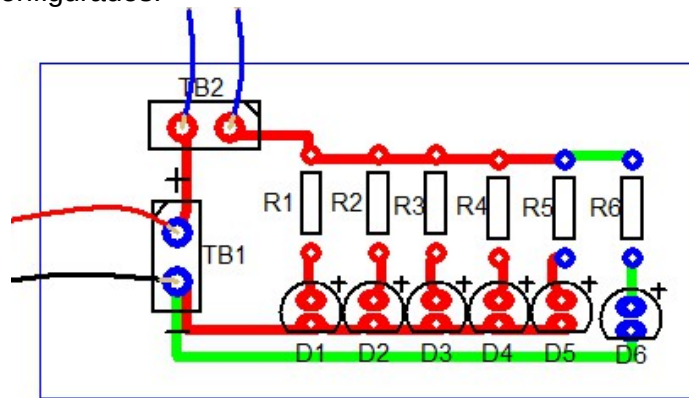 TB2
+
R1 R2 R3 R4 R5 R6
TB1
+ + + + + +
-
D1 D2 D3 D4 D5 D6